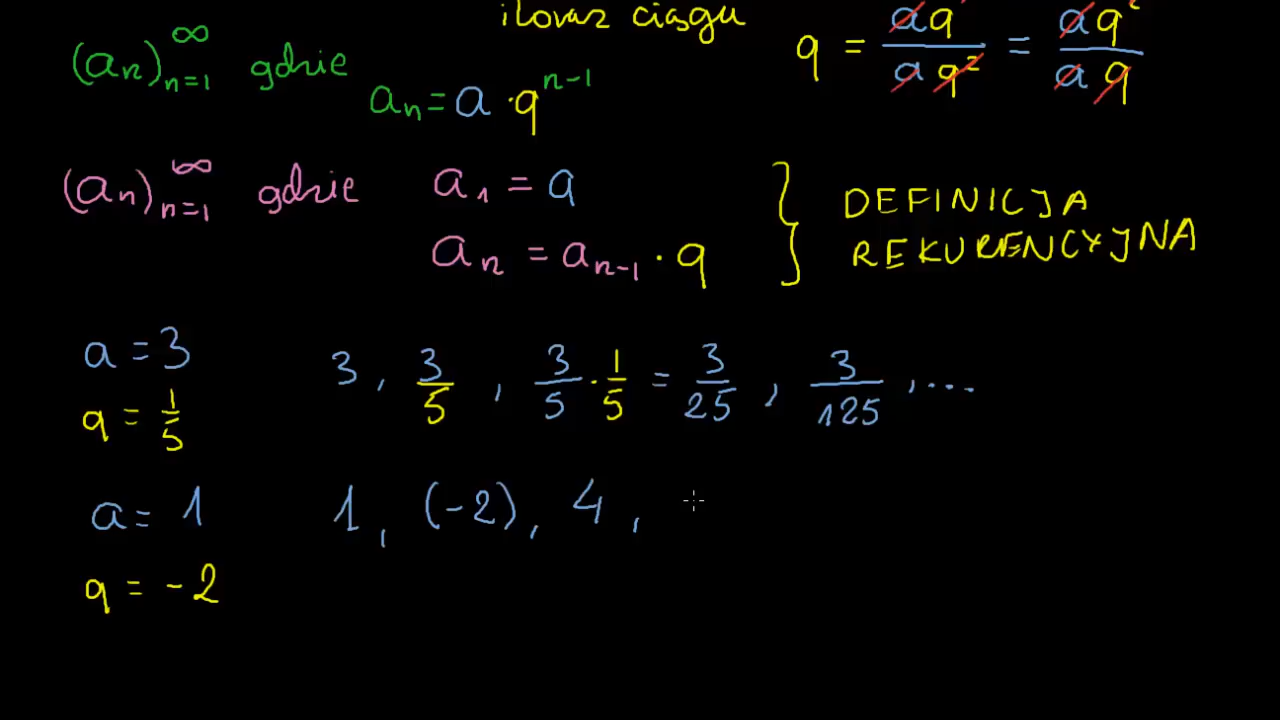 iloraz ciągu
q = aq/aq² = aq²/aq
(aₙ)ₙ₌₁^∞ gdzie aₙ = a · qⁿ⁻¹
(aₙ)ₙ₌₁^∞ gdzie a₁ = a
aₙ = aₙ₋₁ · q
} DEFINICJA
REKURENCYJNA
a = 3
q = 1/5
3, 3/5, 3/5 · 1/5 = 3/25, 3/125, ...
a = 1
q = -2
1, (-2), 4,